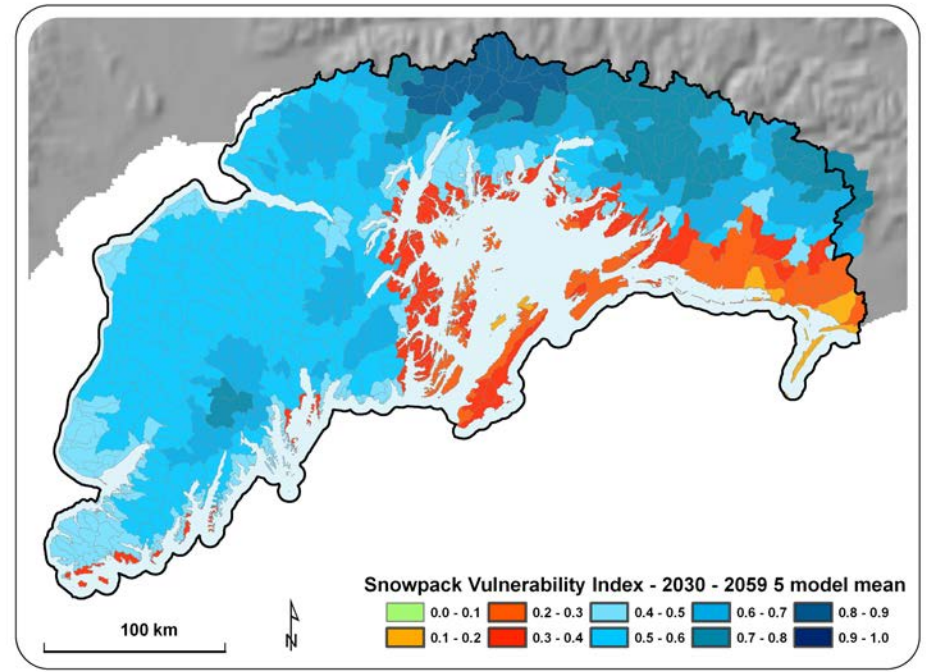 Snowpack Vulnerability Index - 2030 - 2059 5 model mean
0.0 - 0.1 0.2 - 0.3 0.4 - 0.5 0.6 - 0.7 0.8 - 0.9
0.1 - 0.2 0.3 - 0.4 0.5 - 0.6 0.7 - 0.8 0.9 - 1.0
100 km
N